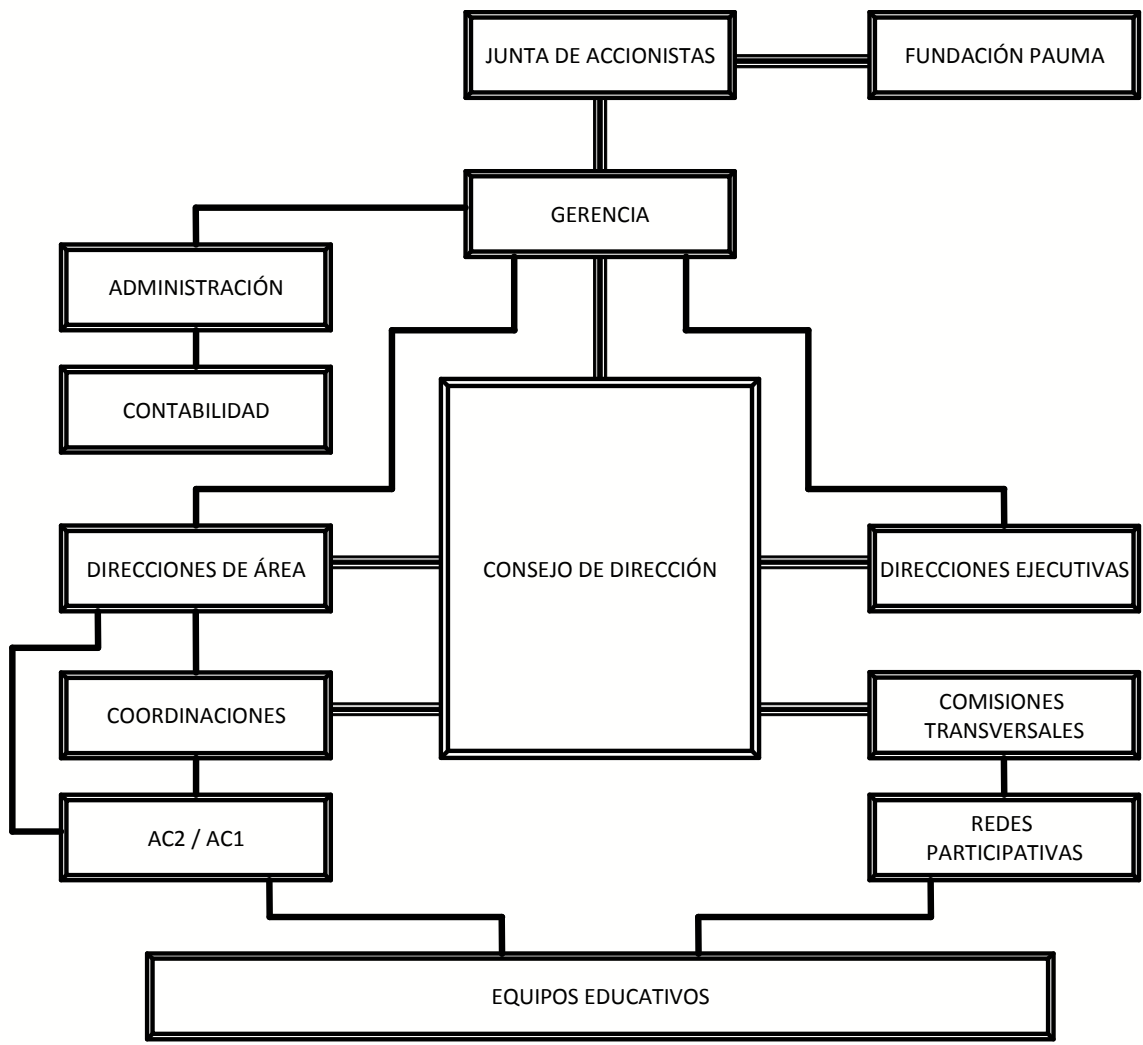 JUNTA DE ACCIONISTAS
FUNDACIÓN PAUMA
GERENCIA
ADMINISTRACIÓN
CONTABILIDAD
DIRECCIONES DE ÁREA
CONSEJO DE DIRECCIÓN
DIRECCIONES EJECUTIVAS
COORDINACIONES
COMISIONES
TRANSVERSALES
AC2 / AC1
REDES
PARTICIPATIVAS
EQUIPOS EDUCATIVOS